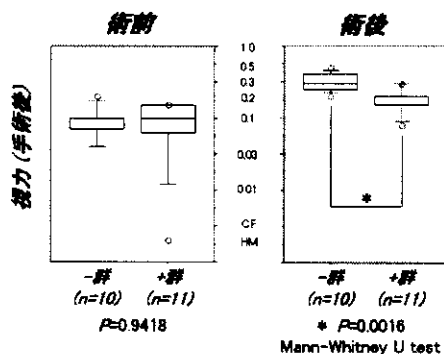 術前
術後
視力(手術後)
1.0
0.5
0.3
0.2
0.1
0.03
0.01
CF
HM
*
-群
(n=10)
+群
(n=11)
-群
(n=10)
+群
(n=11)
P=0.9418
* P=0.0016
Mann-Whitney U test